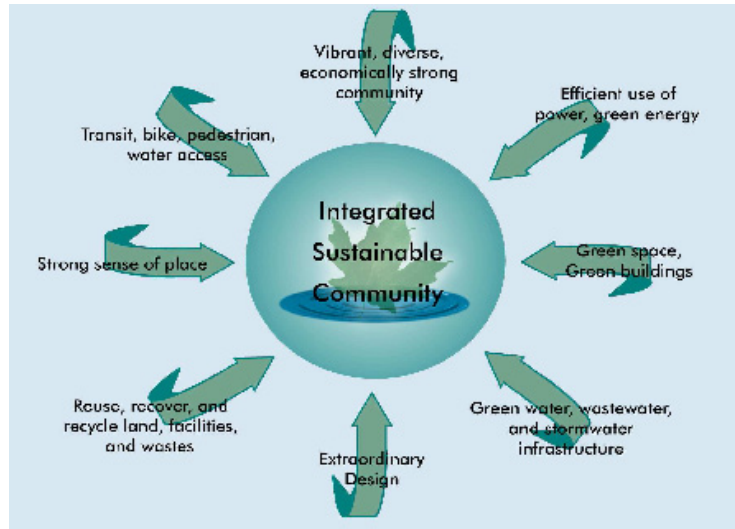 Vibrant, diverse,
economically strong
community
Efficient use of
power, green energy
Transit, bike, pedestrian,
water access
Integrated
Sustainable
Community
Strong sense of place
Green space,
Green buildings
Reuse, recover, and
recycle land, facilities,
and wastes
Green water, wastewater,
and stormwater
infrastructure
Extraordinary
Design